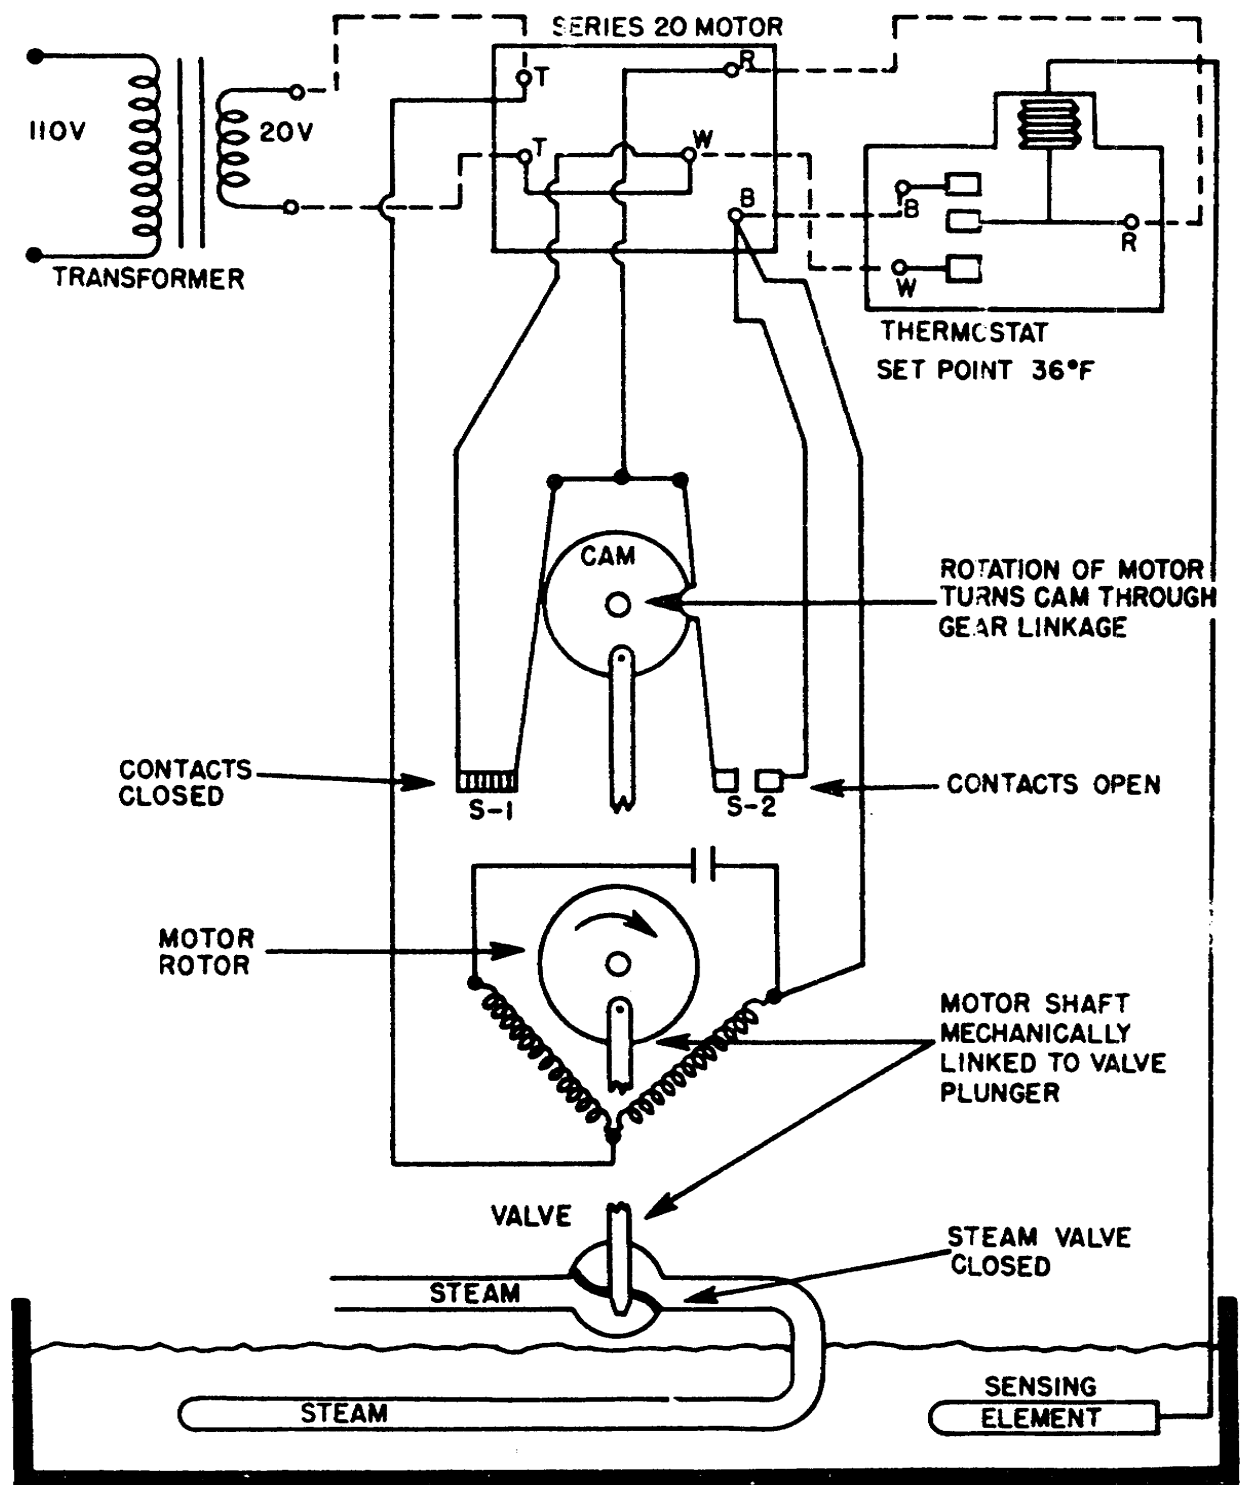 SERIES 20 MOTOR
T
R
110V
20V
T
W
B
B
R
W
TRANSFORMER
THERMOSTAT
SET POINT 36°F
CAM
ROTATION OF MOTOR
TURNS CAM THROUGH
GEAR LINKAGE
CONTACTS
CLOSED
S-1
S-2
CONTACTS OPEN
MOTOR
ROTOR
MOTOR SHAFT
MECHANICALLY
LINKED TO VALVE
PLUNGER
VALVE
STEAM VALVE
CLOSED
STEAM
STEAM
SENSING
ELEMENT